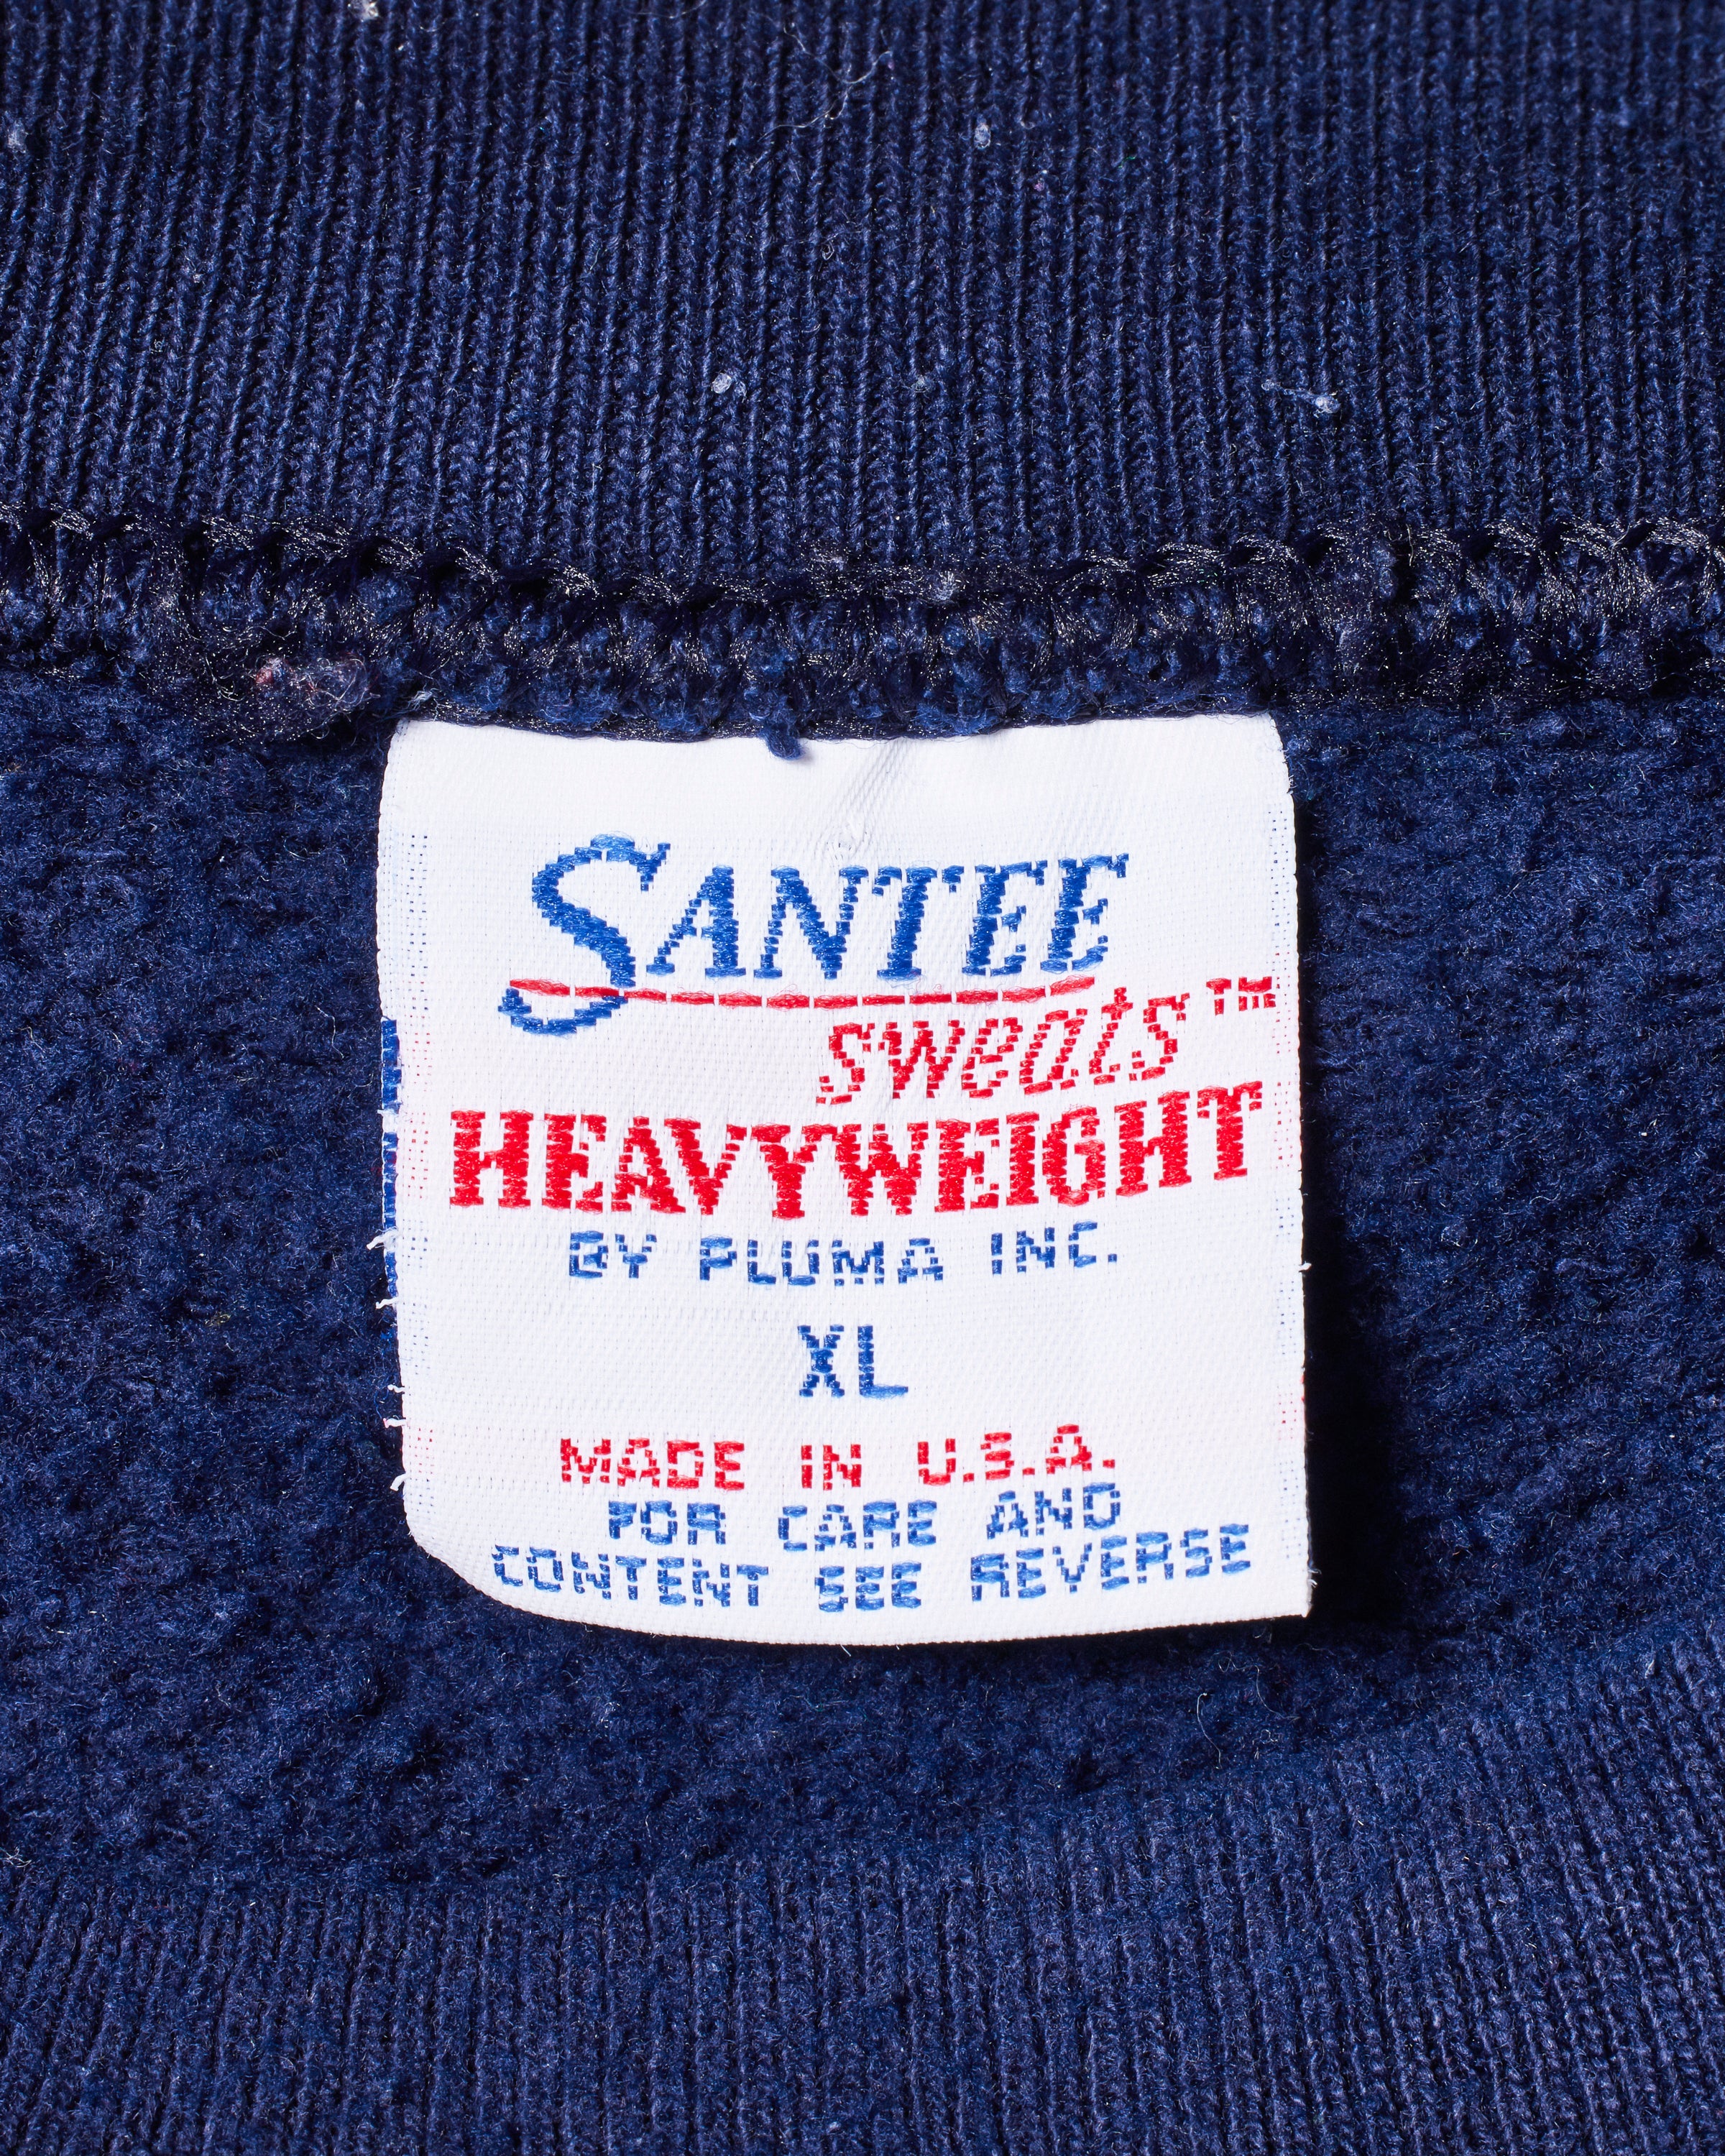 SANTEE
sweats™
HEAVYWEIGHT
BY PLUMA INC.
XL
MADE IN U.S.A.
FOR CARE AND
CONTENT SEE REVERSE